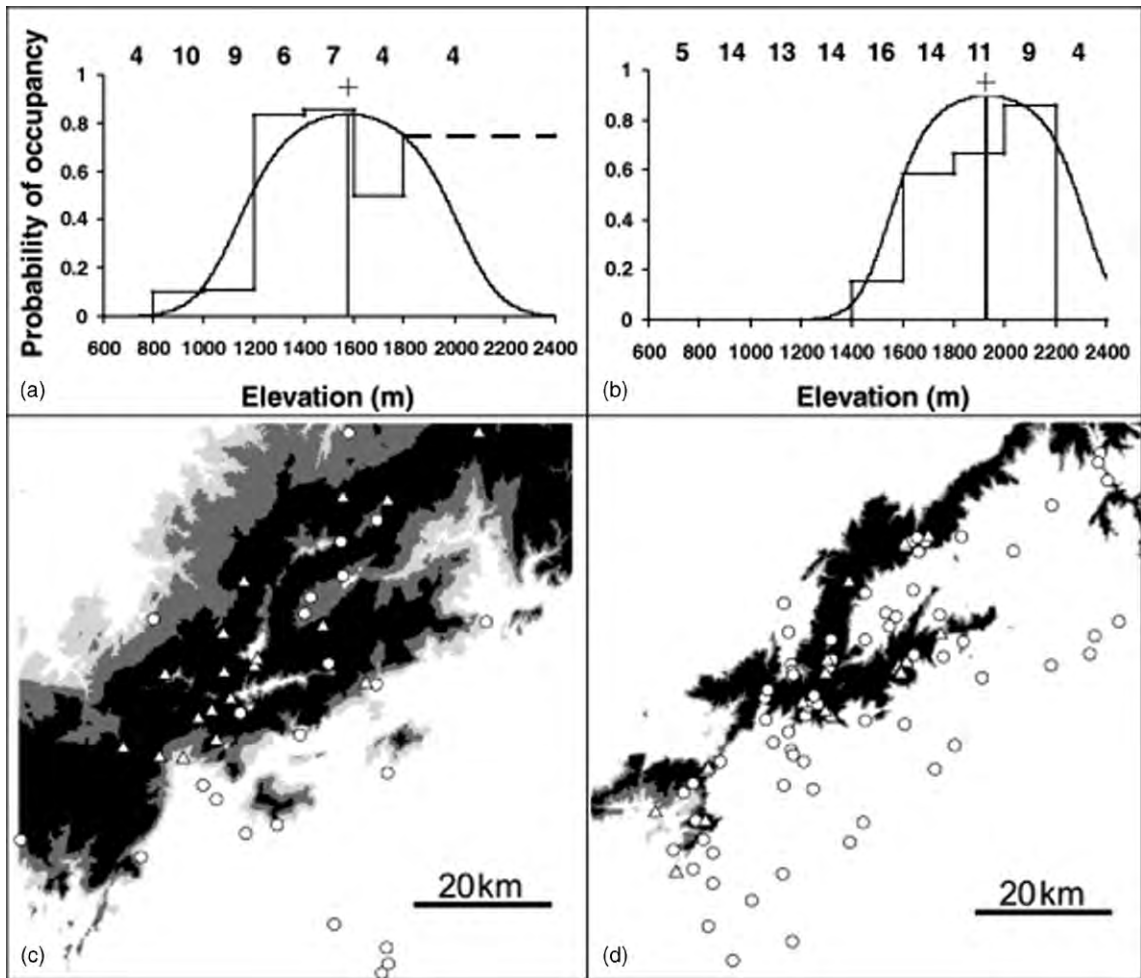 4 10 9 6 7 4 4
Probability of occupancy
1
0.8
0.6
0.4
0.2
0
600 800 1000 1200 1400 1600 1800 2000 2200 2400
(a)
Elevation (m)
5 14 13 14 16 14 11 9 4
1
0.8
0.6
0.4
0.2
0
600 800 1000 1200 1400 1600 1800 2000 2200 2400
(b)
Elevation (m)
20km
(c)
20km
(d)